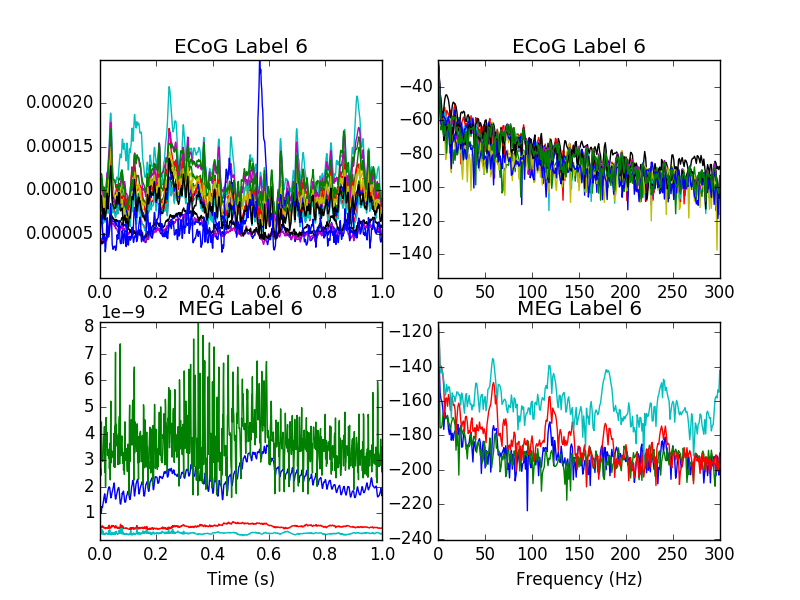 ECoG Label 6
ECoG Label 6
0.00020
0.00015
0.00010
0.00005
0.0 0.2 0.4 0.6 0.8 1.0
−40
−60
−80
−100
−120
−140
0 50 100 150 200 250 300
MEG Label 6
MEG Label 6
1e−9
8
7
6
5
4
3
2
1
0.0 0.2 0.4 0.6 0.8 1.0
Time (s)
−120
−140
−160
−180
−200
−220
−240
0 50 100 150 200 250 300
Frequency (Hz)